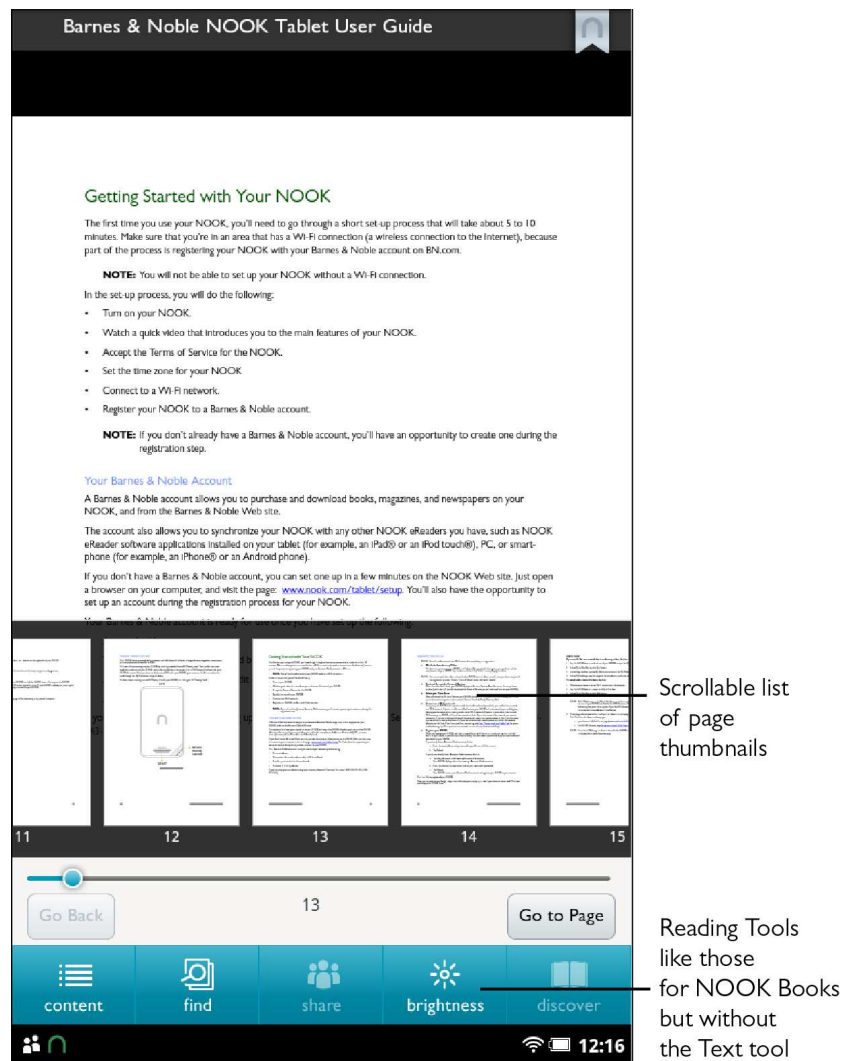 Barnes & Noble NOOK Tablet User Guide
Getting Started with Your NOOK
The first time you use your NOOK, you'll need to go through a short set-up process that will take about 5 to 10
minutes. Make sure that you're in an area that has a Wi-Fi connection (a wireless connection to the Internet), because
part of the process is registering your NOOK with your Barnes & Noble account on BN.com.
NOTE: You will not be able to set up your NOOK without a Wi-Fi connection.
In the set-up process, you will do the following:
• Turn on your NOOK.
• Watch a quick video that introduces you to the main features of your NOOK.
• Accept the Terms of Service for the NOOK.
• Set the time zone for your NOOK
• Connect to a Wi-Fi network.
• Register your NOOK to a Barnes & Noble account.
NOTE: If you don't already have a Barnes & Noble account, you'll have an opportunity to create one during the
registration step.
Your Barnes & Noble Account
A Barnes & Noble account allows you to purchase and download books, magazines, and newspapers on your
NOOK, and from the Barnes & Noble Web site.
The account also allows you to synchronize your NOOK with any other NOOK eReaders you have, such as NOOK
eReader software applications installed on your tablet (for example, an iPad® or an iPod touch®), PC, or smart-
phone (for example, an iPhone® or an Android phone).
If you don't have a Barnes & Noble account, you can set one up in a few minutes on the NOOK Web site. Just open
a browser on your computer, and visit the page: www.nook.com/tablet/setup. You'll also have the opportunity to
set up an account during the registration process for your NOOK.
Your Barnes & Noble account is ready for use once you have set up the following:
11 12 13 14 15
Scrollable list
of page
thumbnails
13
Go Back
Go to Page
content find share brightness discover
Reading Tools
like those
for NOOK Books
but without
the Text tool
12:16